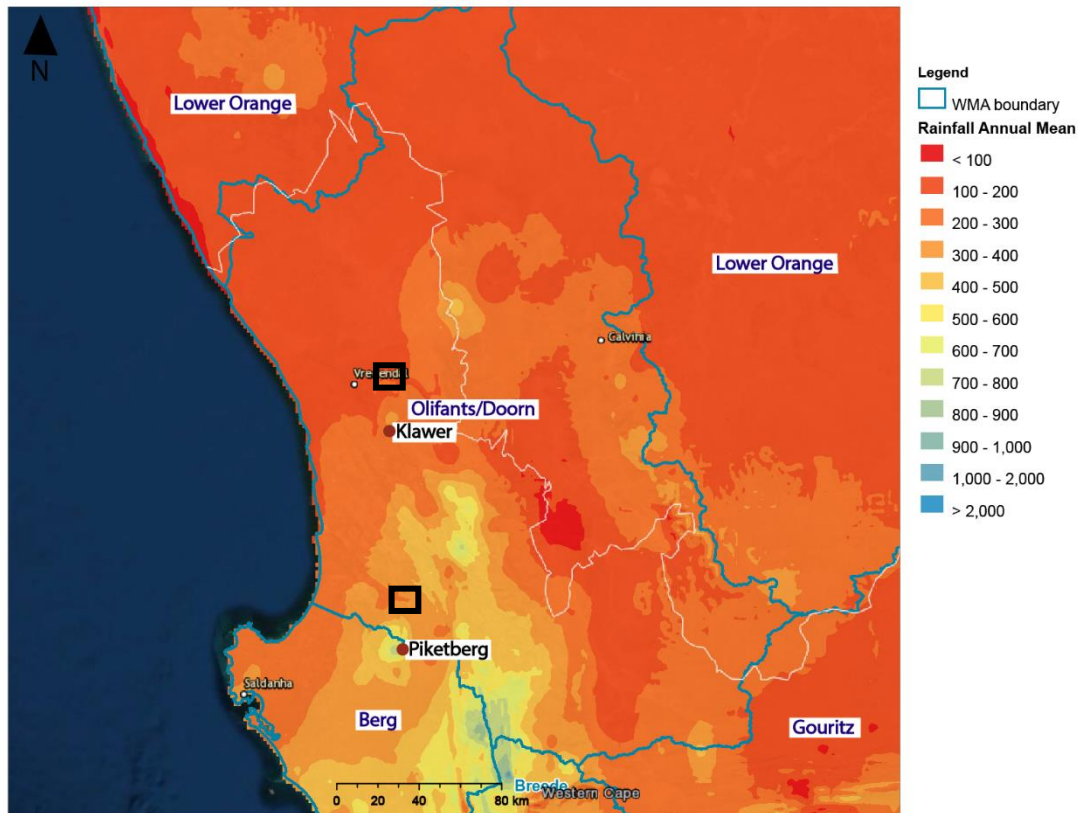 N
Lower Orange
Lower Orange
Calvinia
Olifants/Doorn
Klawer
Piketberg
Saldanha
Berg
Gouritz
Breede
Western Cape
0 20 40 80 km
Legend
WMA boundary
Rainfall Annual Mean
< 100
100 - 200
200 - 300
300 - 400
400 - 500
500 - 600
600 - 700
700 - 800
800 - 900
900 - 1,000
1,000 - 2,000
> 2,000